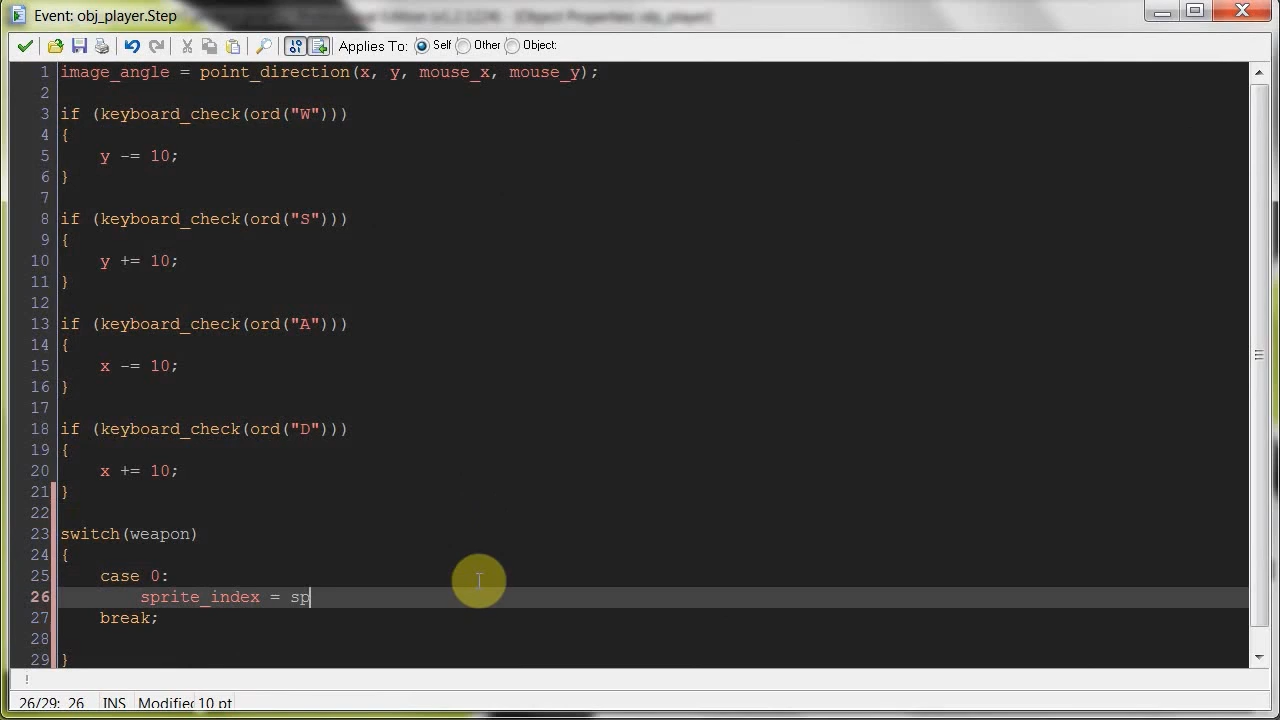 Event: obj_player.Step
Applies To: Self Other Object:
1 image_angle = point_direction(x, y, mouse_x, mouse_y);
2
3 if (keyboard_check(ord("W")))
4 {
5 y -= 10;
6 }
7
8 if (keyboard_check(ord("S")))
9 {
10 y += 10;
11 }
12
13 if (keyboard_check(ord("A")))
14 {
15 x -= 10;
16 }
17
18 if (keyboard_check(ord("D")))
19 {
20 x += 10;
21 }
22
23 switch(weapon)
24 {
25 case 0:
26 sprite_index = sp
27 break;
28
29 }
!
26/29: 26 INS Modified 10 pt